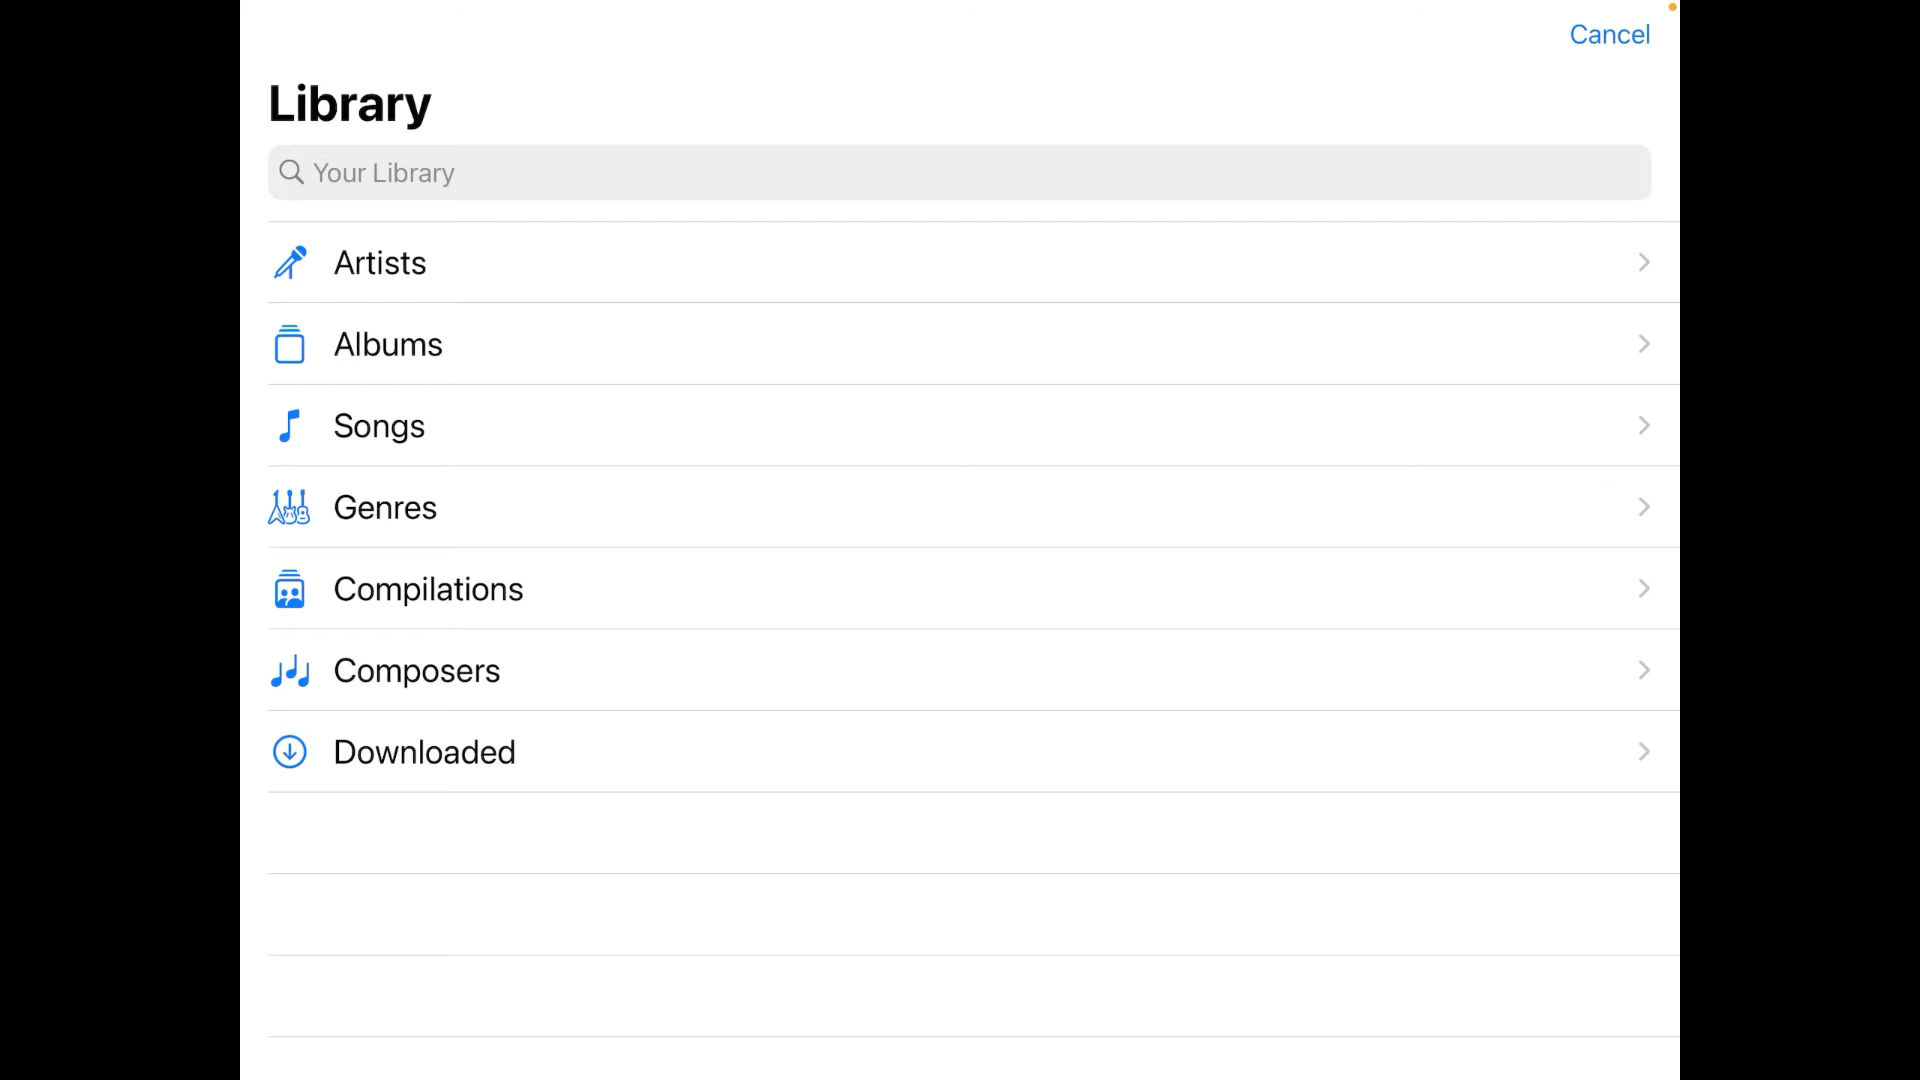 Cancel
Library
Your Library
Artists
Albums
Songs
Genres
Compilations
Composers
Downloaded